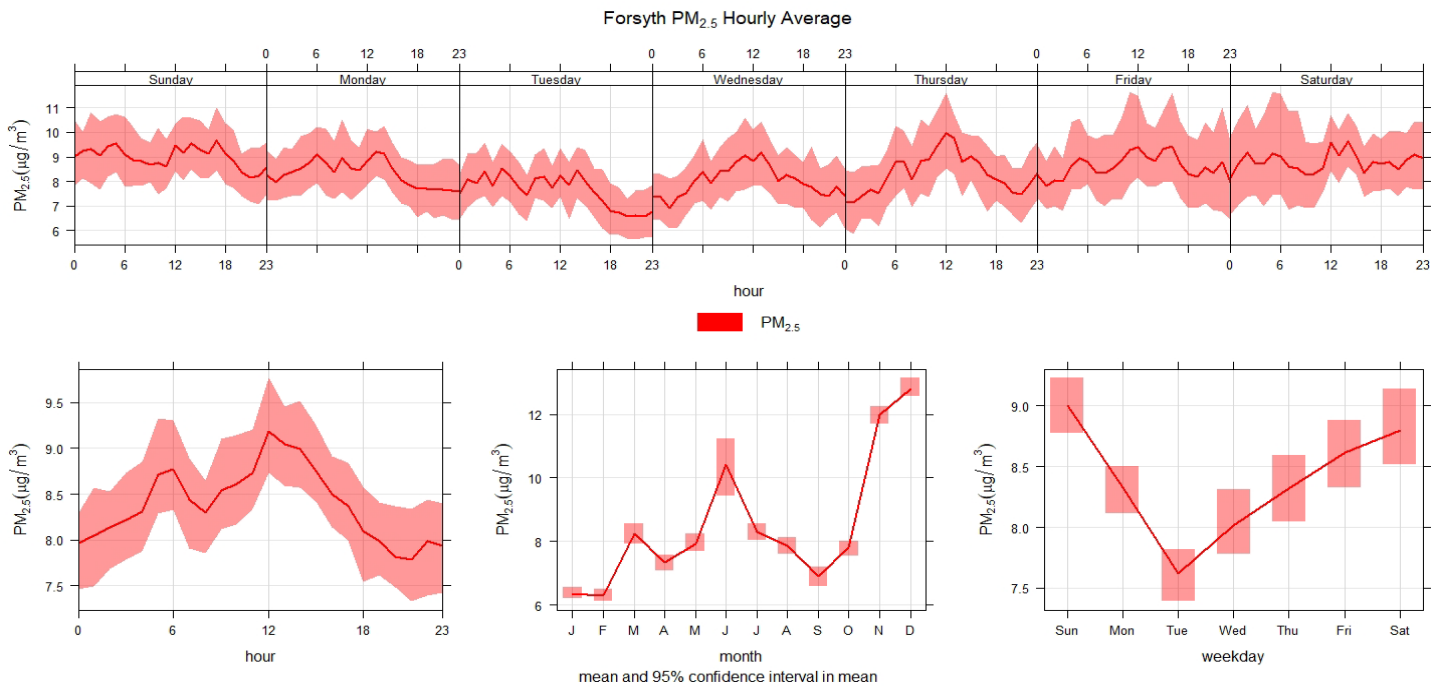 Forsyth PM2.5 Hourly Average
0 6 12 18 23 0 6 12 18 23 0 6 12 18 23
Sunday Monday Tuesday Wednesday Thursday Friday Saturday
PM2.5(μg/m3)
11
10
9
8
7
6
0 6 12 18 23 0 6 12 18 23 0 6 12 18 23 0 6 12 18 23
hour
PM2.5
PM2.5(μg/m3)
9.5
9.0
8.5
8.0
7.5
0 6 12 18 23
hour
PM2.5(μg/m3)
12
10
8
6
J F M A M J J A S O N D
month
PM2.5(μg/m3)
9.0
8.5
8.0
7.5
Sun Mon Tue Wed Thu Fri Sat
weekday
mean and 95% confidence interval in mean